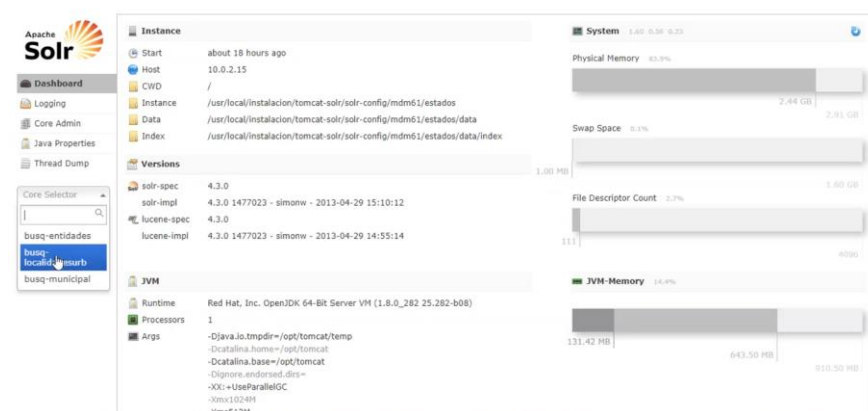 Apache
Solr
Dashboard
Logging
Core Admin
Java Properties
Thread Dump
Core Selector
busq-entidades
busq-
busq-municipal
Instance
Start about 18 hours ago
Host 10.0.2.15
CWD /
Instance /usr/local/instalacion/tomcat-solr/solr-config/mdm61/estados
Data /usr/local/instalacion/tomcat-solr/solr-config/mdm61/estados/data
Index /usr/local/instalacion/tomcat-solr/solr-config/mdm61/estados/data/index
Versions
solr-spec 4.3.0
solr-impl 4.3.0 1477023 - simonw - 2013-04-29 15:10:12
lucene-spec 4.3.0
lucene-impl 4.3.0 1477023 - simonw - 2013-04-29 14:55:14
JVM
Runtime Red Hat, Inc. OpenJDK 64-Bit Server VM (1.8.0_282 25.282-b08)
Processors 1
Args -Djava.io.tmpdir=/opt/tomcat/temp
-Dcatalina.home=/opt/tomcat
-Dcatalina.base=/opt/tomcat
-Dignore.endorsed.dirs=
-XX:+UseParallelGC
-Xmx1024M
-Xms512M
System
Physical Memory 83.9%
2.44 GB
2.91 GB
Swap Space 0.1%
1.00 MB
File Descriptor Count 2.7%
111
4096
JVM-Memory 14.4%
131.42 MB
643.50 MB
910.50 MB